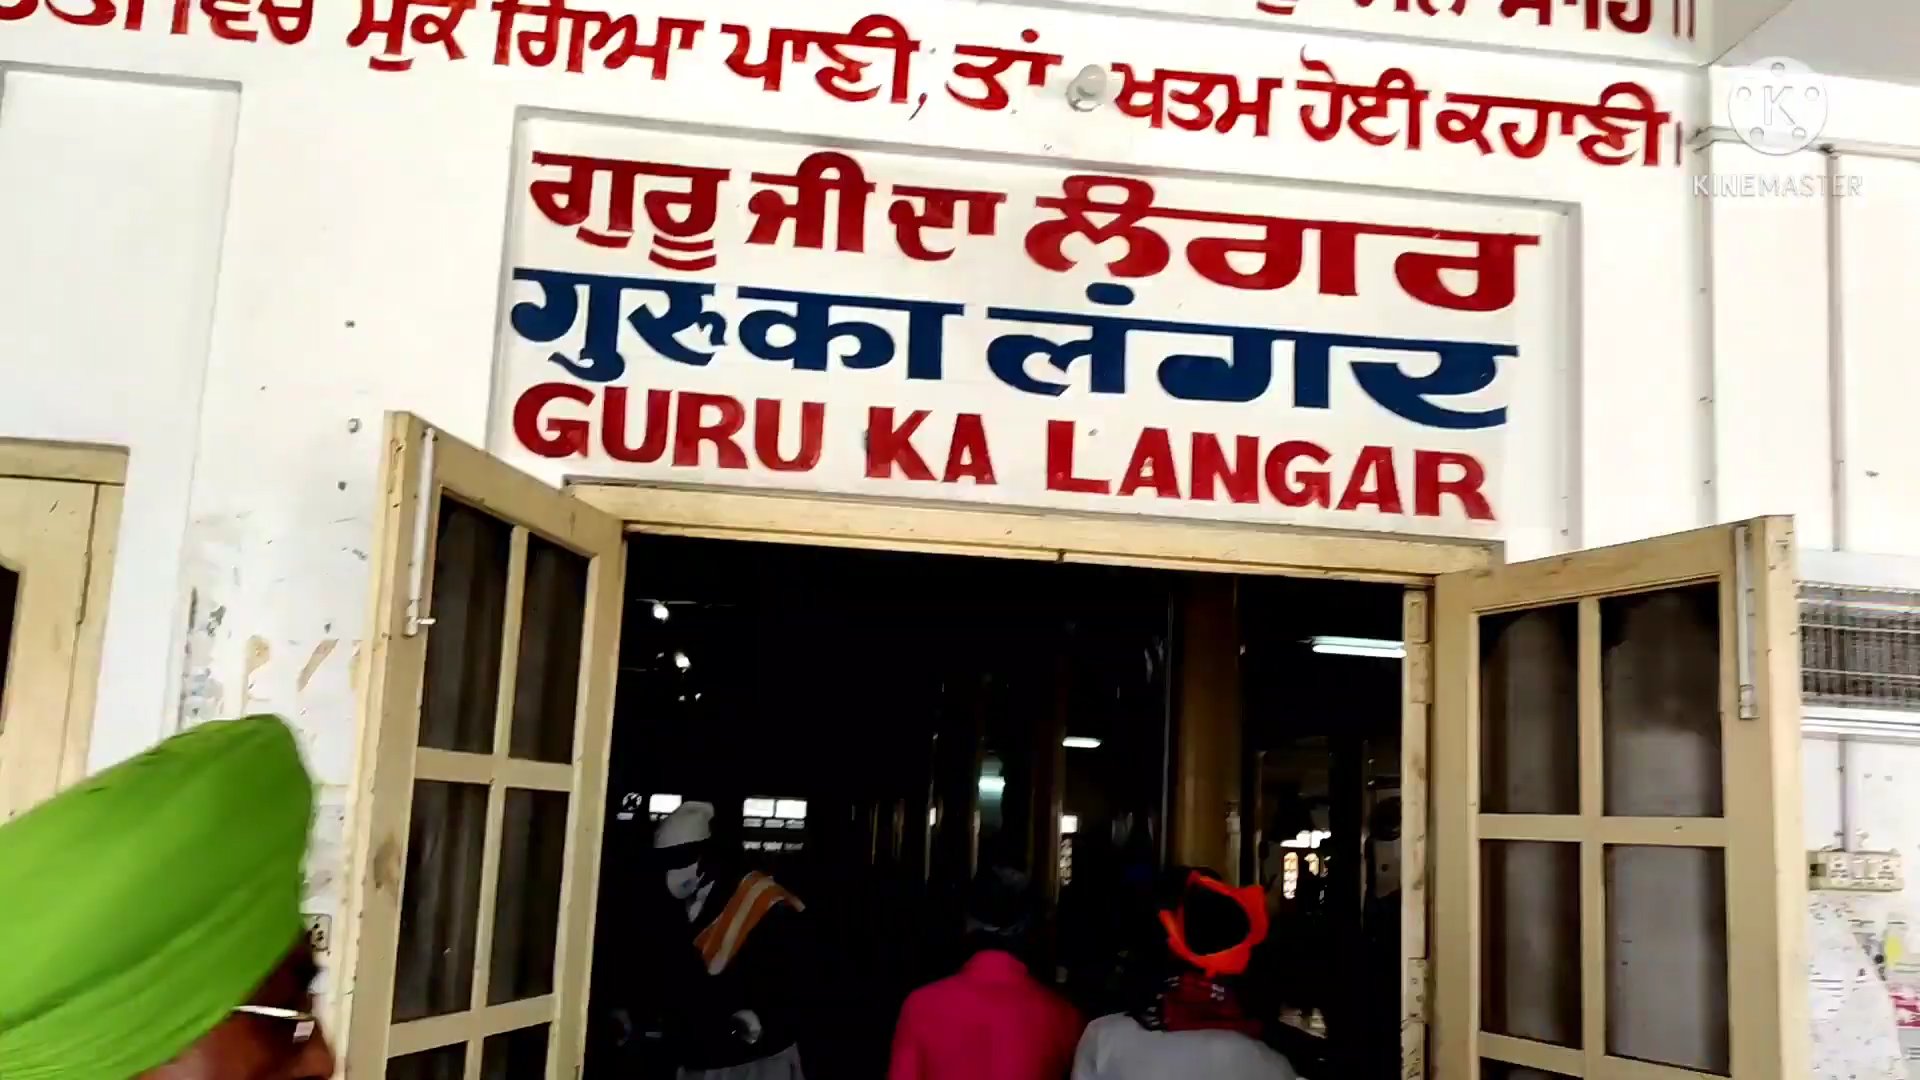 ਵਿੱਚ ਮੁੱਕ ਗਿਆ ਪਾਣੀ, ਤਾਂ ਖਤਮ ਹੋਈ ਕਹਾਣੀ।
ਗੁਰੂ ਜੀ ਦਾ ਲੰਗਰ
गुरु का लंगर
GURU KA LANGAR
KINEMASTER